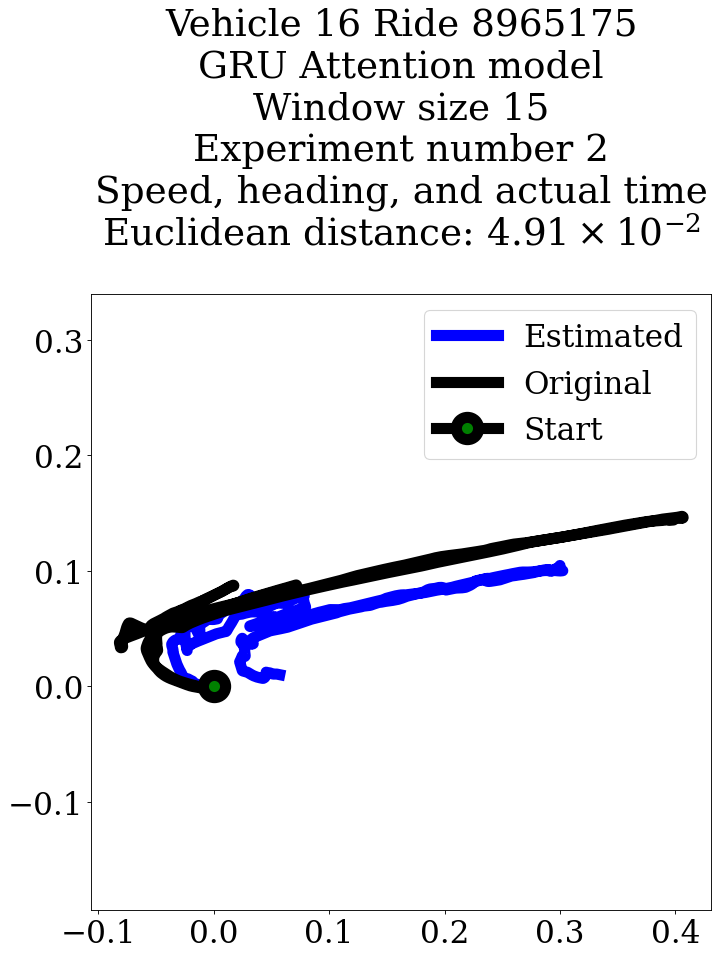 Vehicle 16 Ride 8965175
GRU Attention model
Window size 15
Experiment number 2
Speed, heading, and actual time
Euclidean distance: 4.91 × 10⁻²
Estimated
Original
Start
0.3
0.2
0.1
0.0
−0.1
−0.1
0.0
0.1
0.2
0.3
0.4